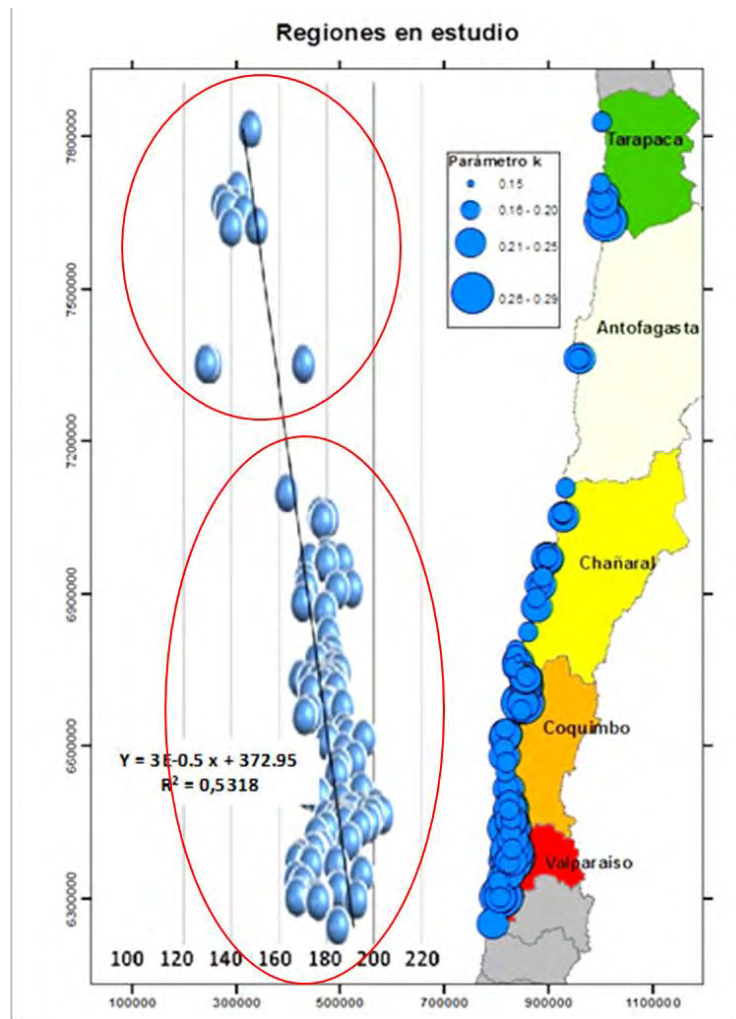 Regiones en estudio
7800000
7500000
7200000
6900000
6600000
6300000
Parámetro k
0.15
0.16 - 0.20
0.21 - 0.25
0.26 - 0.29
Tarapaca
Antofagasta
Chañaral
Coquimbo
Valparaiso
Y = 3E-0.5 x + 372.95
R² = 0,5318
100 120 140 160 180 200 220
100000 300000 500000 700000 900000 1100000